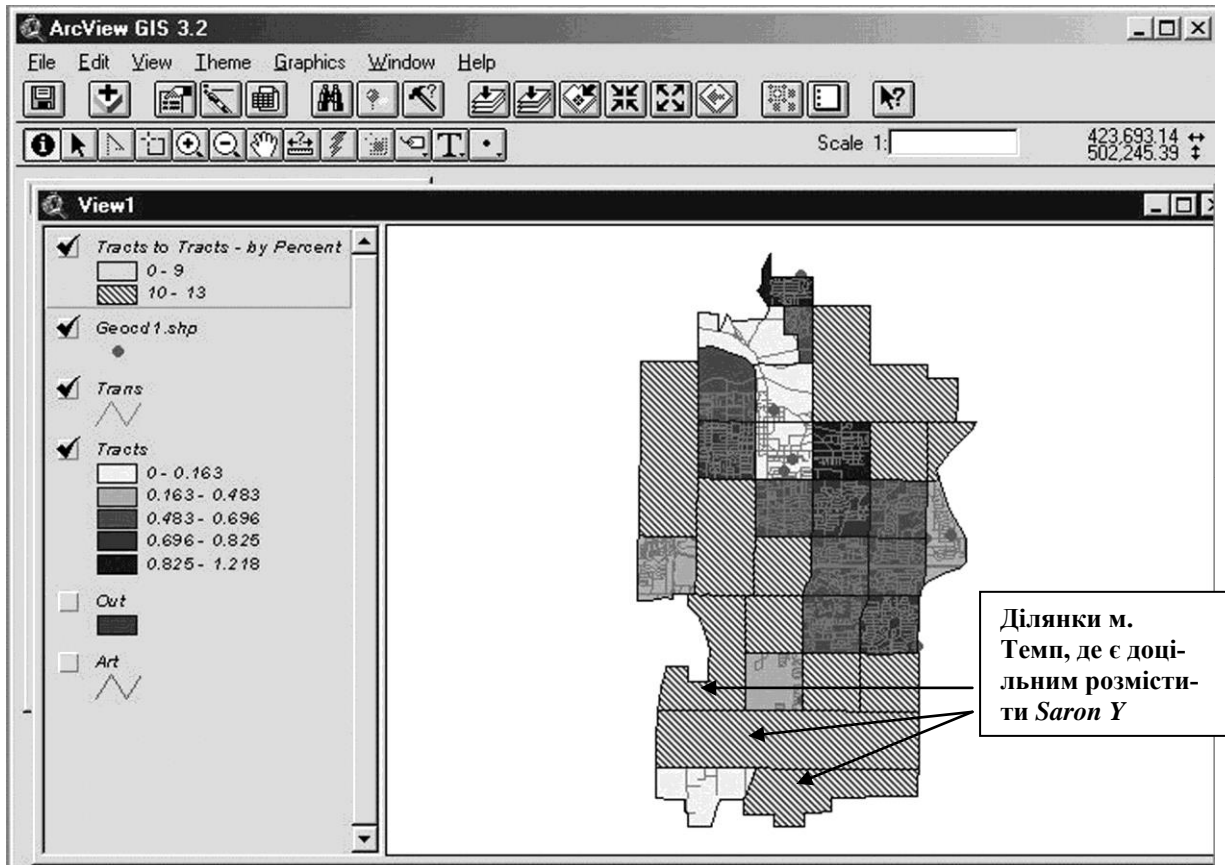 ArcView GIS 3.2
File Edit View Theme Graphics Window Help
Scale 1:
423,693.14
502,245.39
View1
Tracts to Tracts - by Percent
0 - 9
10 - 13
Geocd1.shp
Trans
Tracts
0 - 0.163
0.163 - 0.483
0.483 - 0.696
0.696 - 0.825
0.825 - 1.218
Out
Art
Ділянки м.
Темп, де є доці-
льним розмісти-
ти Saron Y